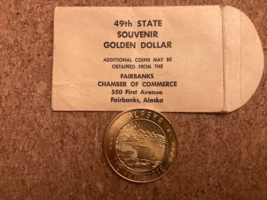 49th STATE
SOUVENIR
GOLDEN DOLLAR
ADDITIONAL COINS MAY BE
OBTAINED FROM THE
FAIRBANKS
CHAMBER OF COMMERCE
550 First Avenue
Fairbanks, Alaska
ALASKA